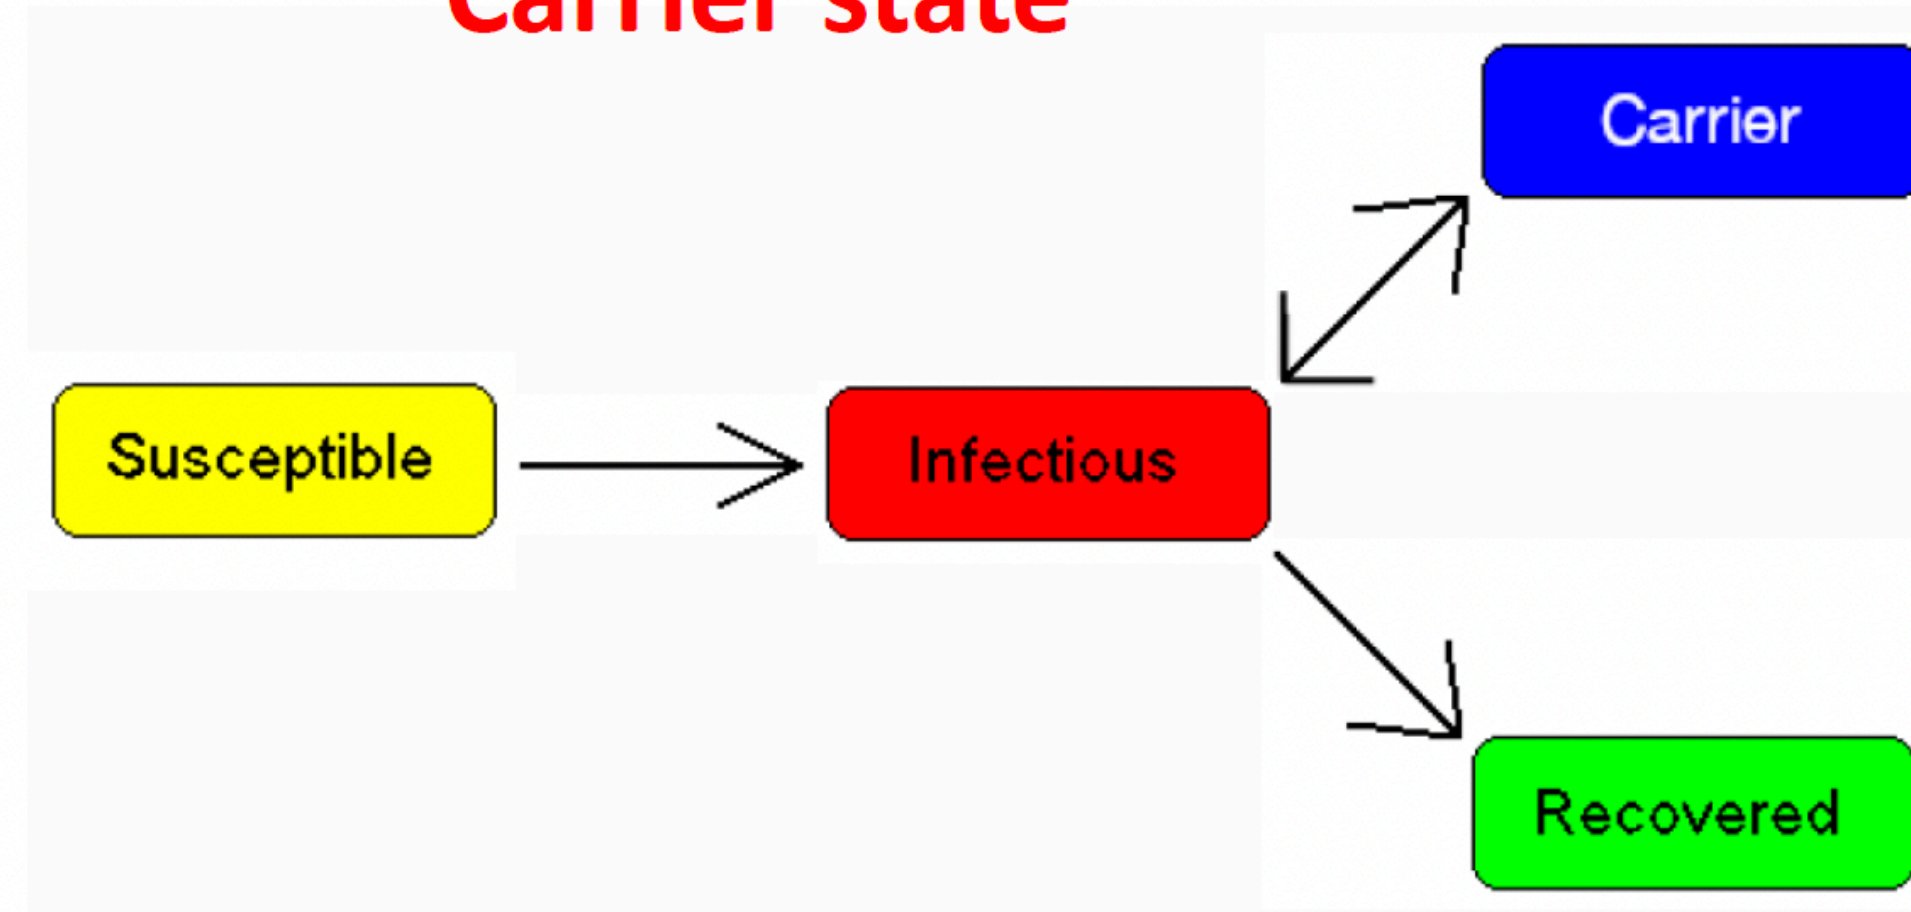 Carrier state
Carrier
Susceptible
Infectious
Recovered